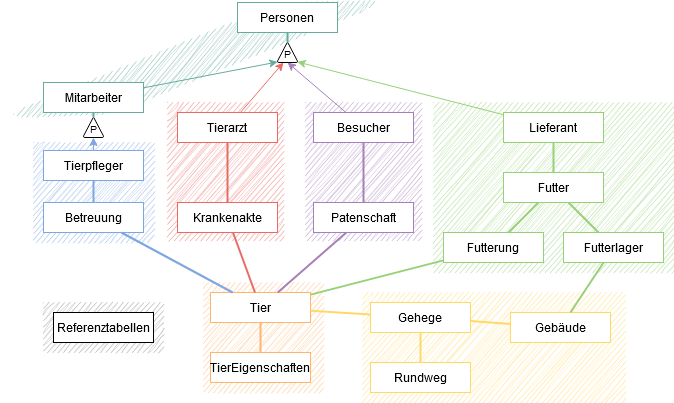 Personen
P
Mitarbeiter
P
Tierarzt
Besucher
Lieferant
Tierpfleger
Futter
Betreuung
Krankenakte
Patenschaft
Futterung
Futterlager
Tier
Gehege
Gebäude
Referenztabellen
TierEigenschaften
Rundweg